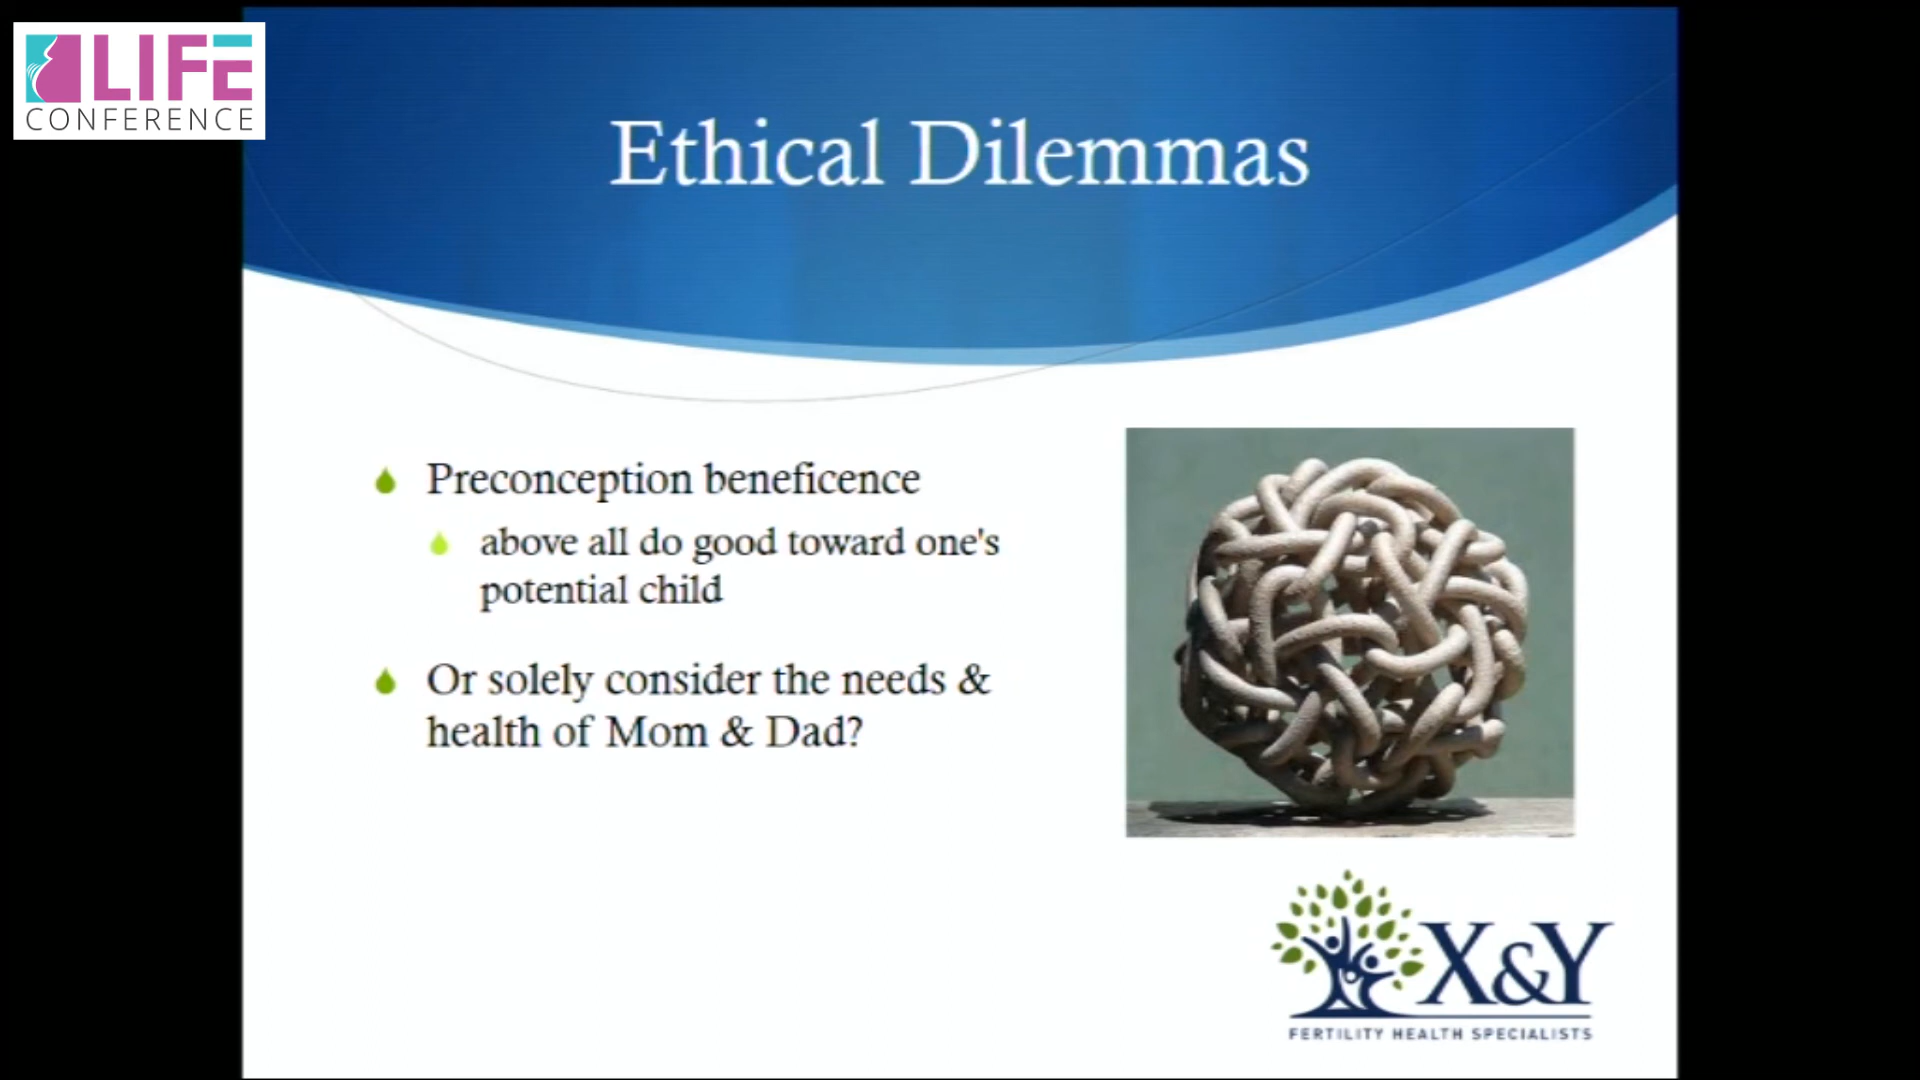 LIFE
CONFERENCE
Ethical Dilemmas
Preconception beneficence
above all do good toward one's
potential child
Or solely consider the needs &
health of Mom & Dad?
X&Y
FERTILITY HEALTH SPECIALISTS